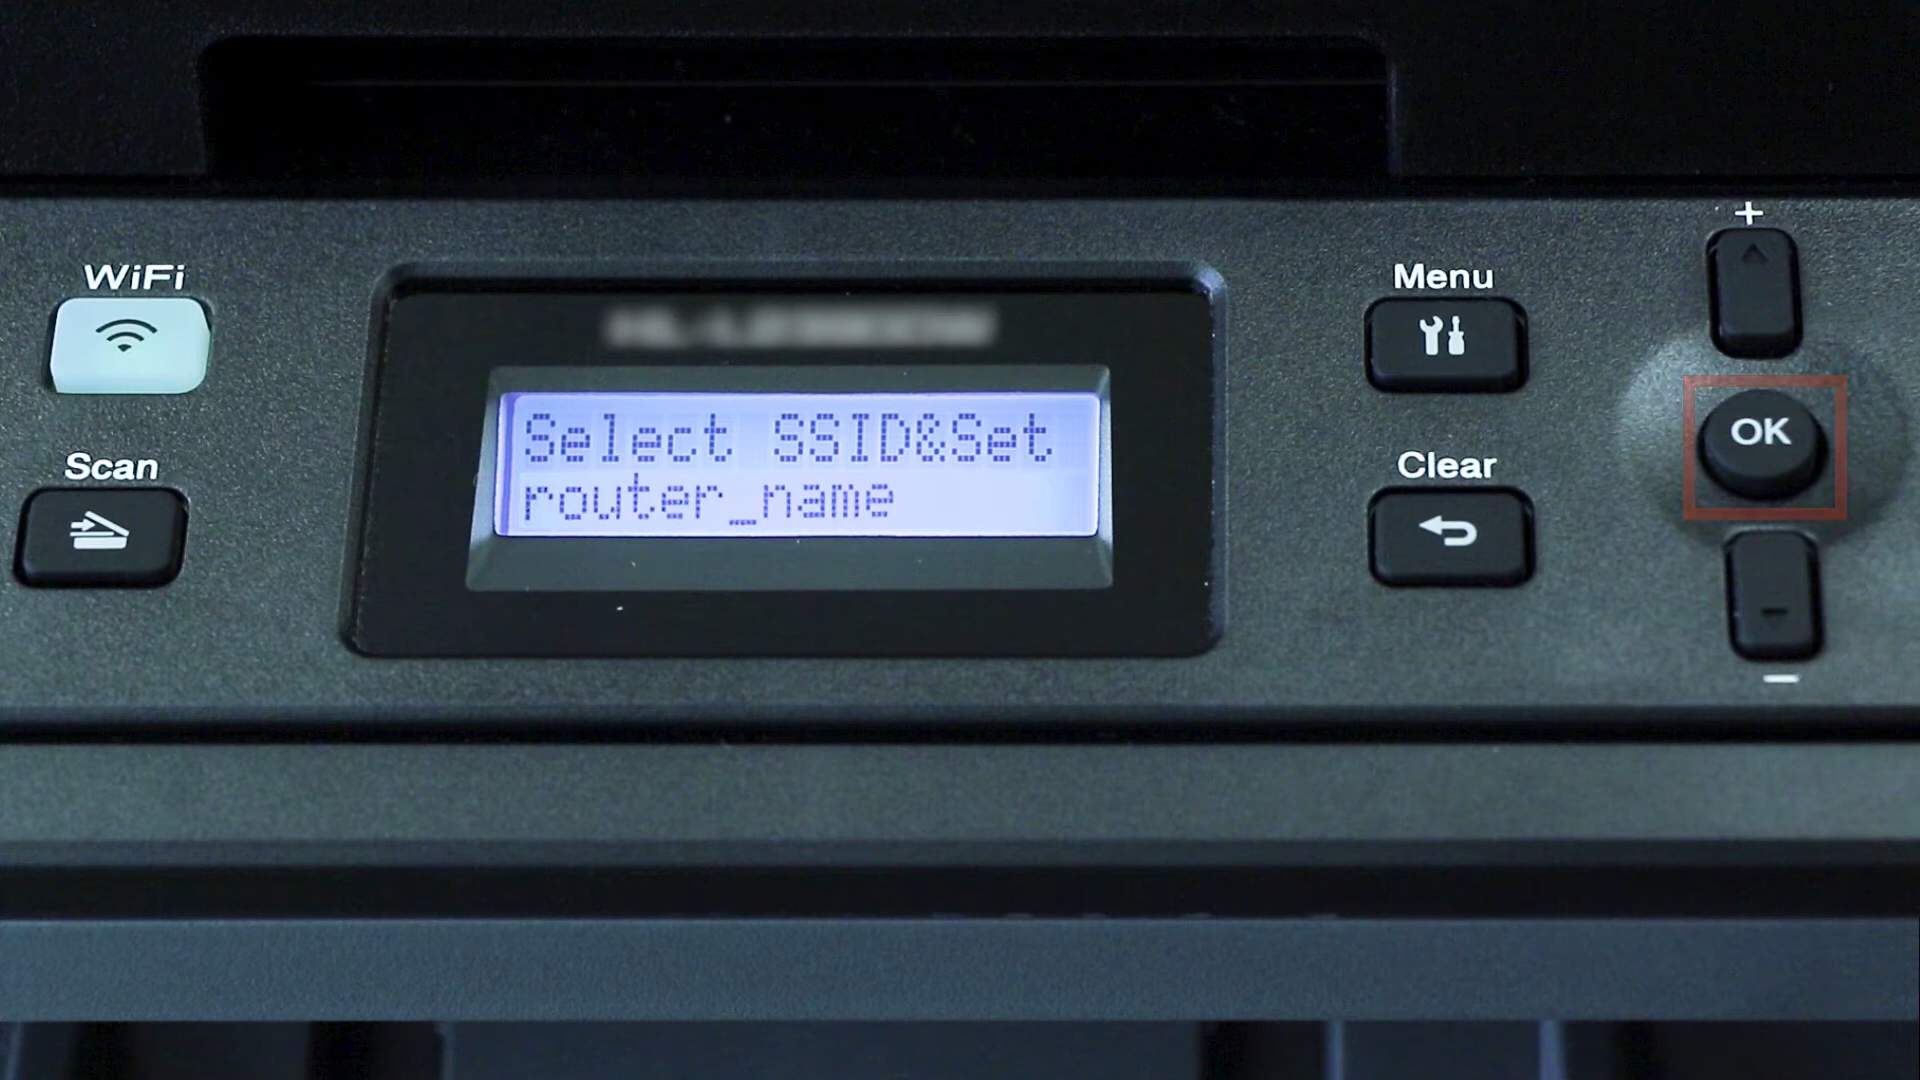 WiFi
Scan
Select SSID&Set
router_name
Menu
Clear
+
OK
−